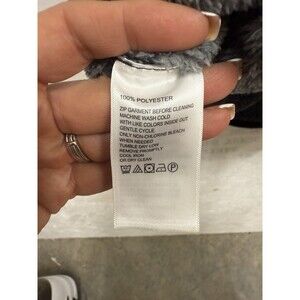 100% POLYESTER
ZIP GARMENT BEFORE CLEANING
MACHINE WASH COLD
WITH LIKE COLORS INSIDE OUT
GENTLE CYCLE
ONLY NON-CHLORINE BLEACH
WHEN NEEDED
TUMBLE DRY LOW
REMOVE PROMPTLY
COOL IRON
OR DRY CLEAN